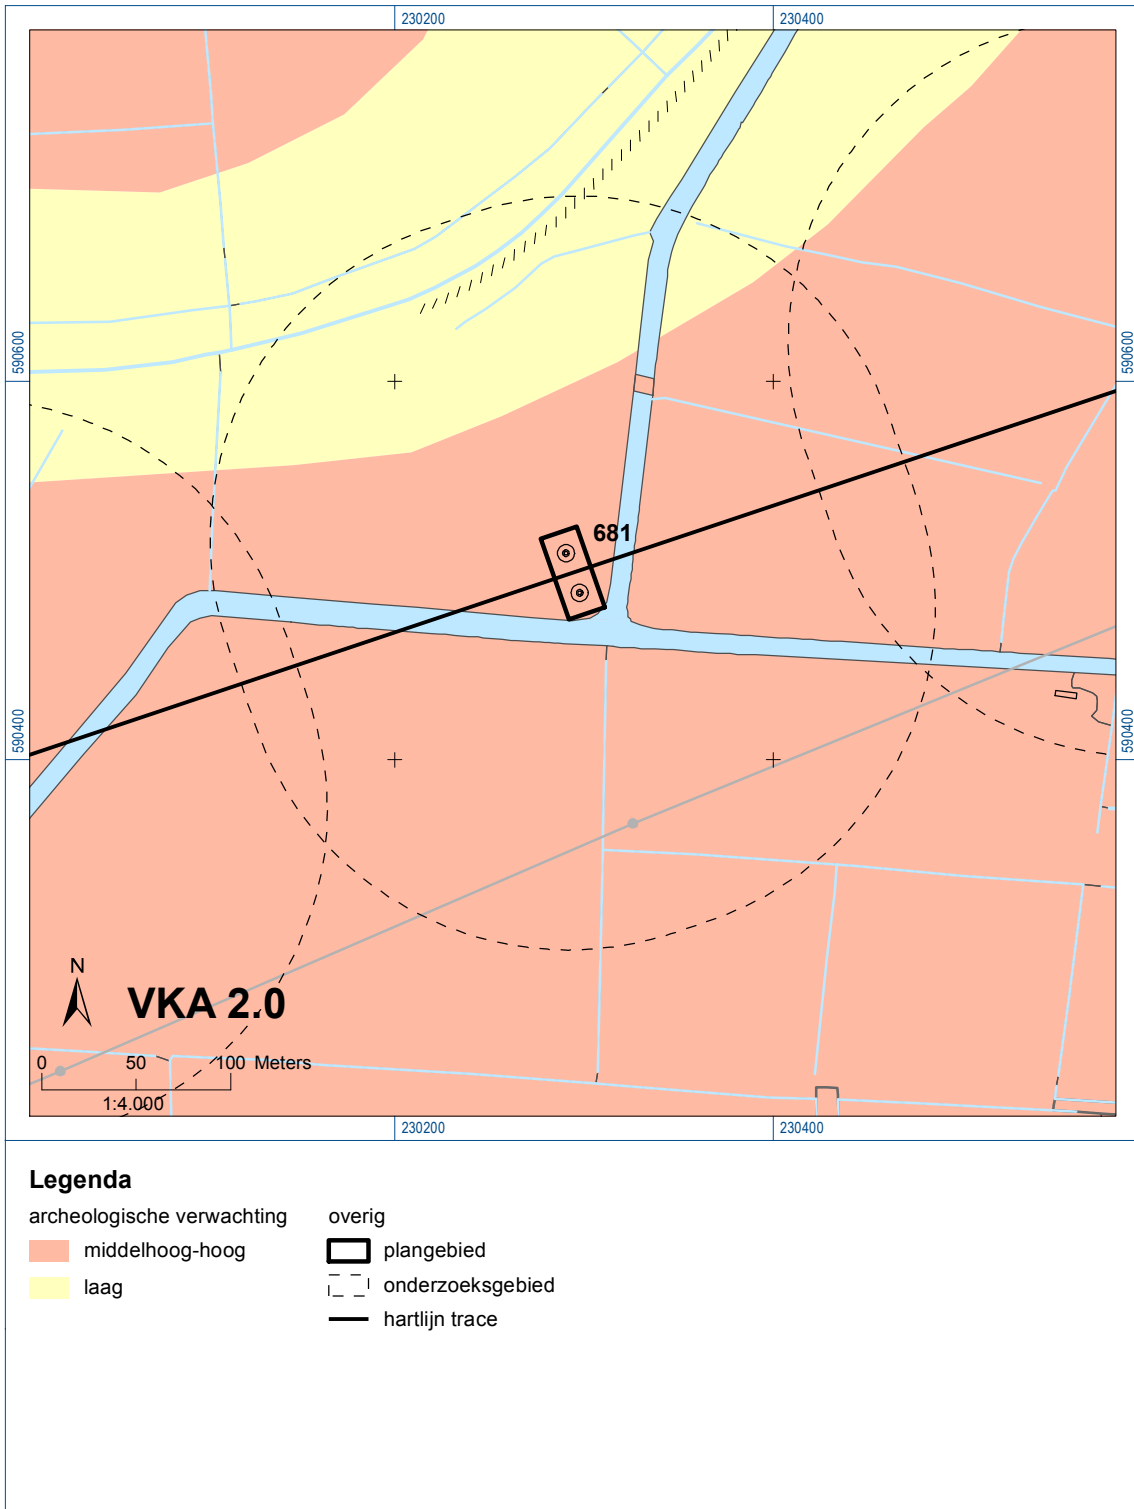 230200 230400
590600 590600
681
590400 590400
N
VKA 2.0
0 50 100 Meters
1:4.000
230200 230400
Legenda
archeologische verwachting overig
middelhoog-hoog plangebied
laag onderzoeksgebied
hartlijn trace